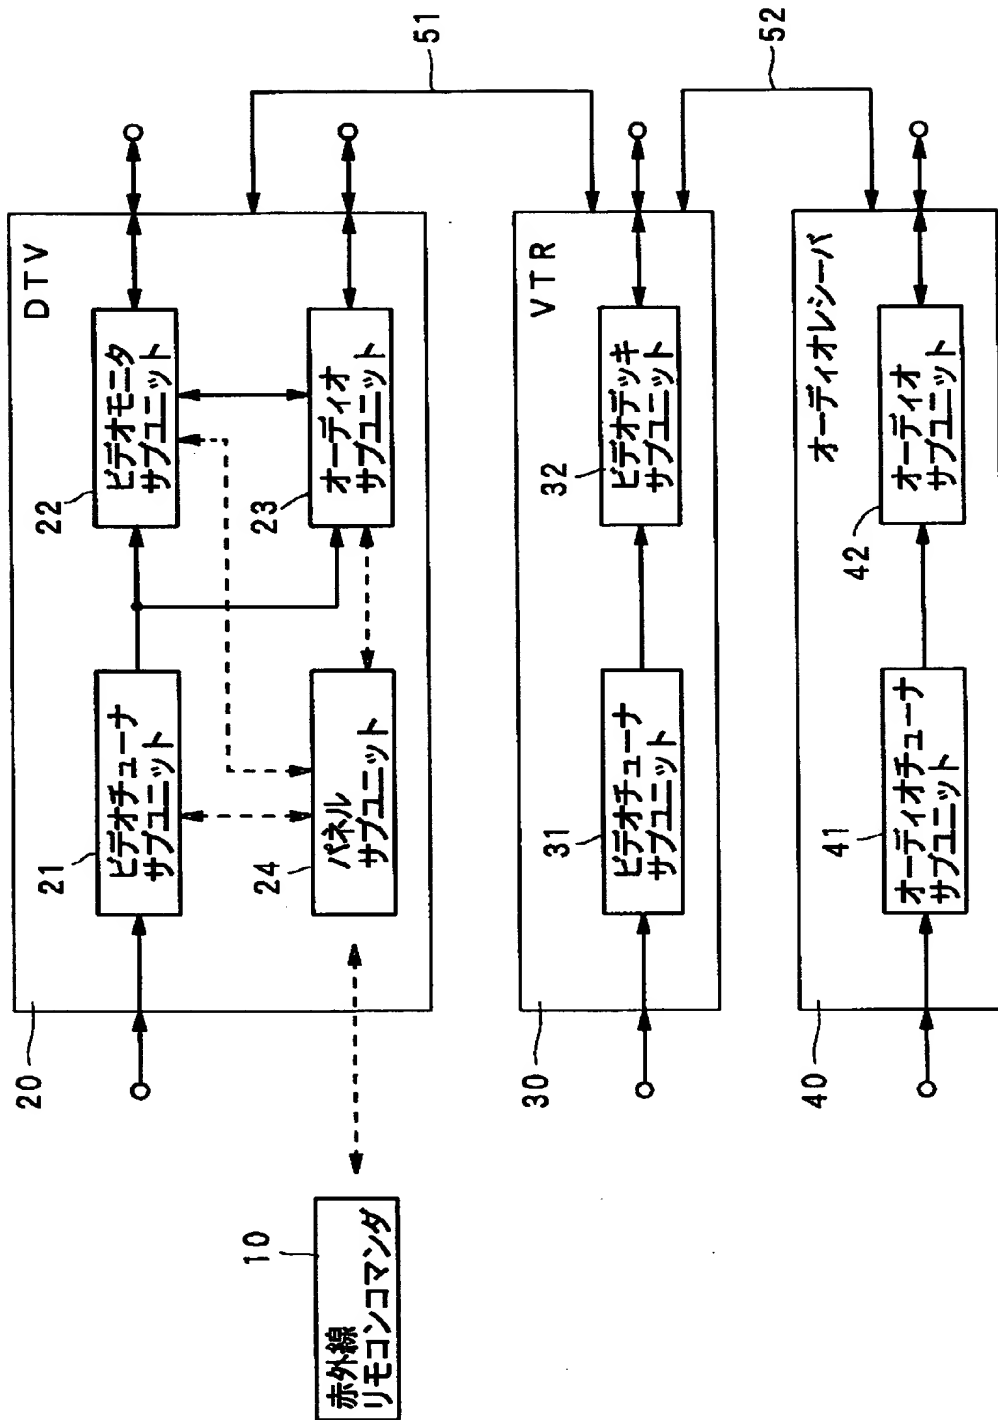 DTV
20
21
ビデオチューナ
サブユニット
22
ビデオモニタ
サブユニット
23
オーディオ
サブユニット
24
パネル
サブユニット
10
赤外線
リモコンコマンダ
51
VTR
30
31
ビデオチューナ
サブユニット
32
ビデオデッキ
サブユニット
52
オーディオレシーバ
40
41
オーディオチューナ
サブユニット
42
オーディオ
サブユニット